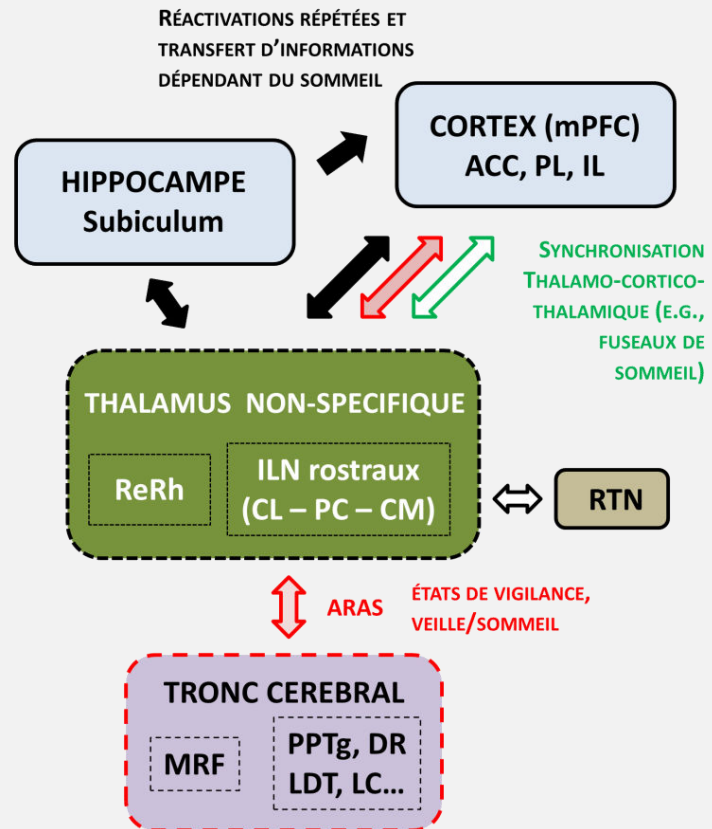 RÉACTIVATIONS RÉPÉTÉES ET
TRANSFERT D’INFORMATIONS
DÉPENDANT DU SOMMEIL
CORTEX (mPFC)
ACC, PL, IL
HIPPOCAMPE
Subiculum
SYNCHRONISATION
THALAMO-CORTICO-
THALAMIQUE (E.G.,
FUSEAUX DE
SOMMEIL)
THALAMUS NON-SPECIFIQUE
ReRh
ILN rostraux
(CL – PC – CM)
RTN
ARAS
ÉTATS DE VIGILANCE,
VEILLE/SOMMEIL
TRONC CEREBRAL
MRF
PPTg, DR
LDT, LC...